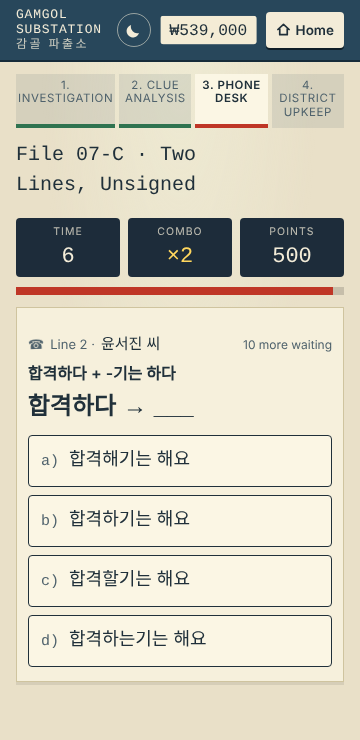 GAMGOL
SUBSTATION
감골 파출소
₩539,000
Home
1. INVESTIGATION
2. CLUE ANALYSIS
3. PHONE DESK
4. DISTRICT UPKEEP
File 07-C · Two
Lines, Unsigned
TIME
6
COMBO
×2
POINTS
500
☎ Line 2 · 윤서진 씨
10 more waiting
합격하다 + -기는 하다
합격하다 → ___
a) 합격해기는 해요
b) 합격하기는 해요
c) 합격할기는 해요
d) 합격하는기는 해요